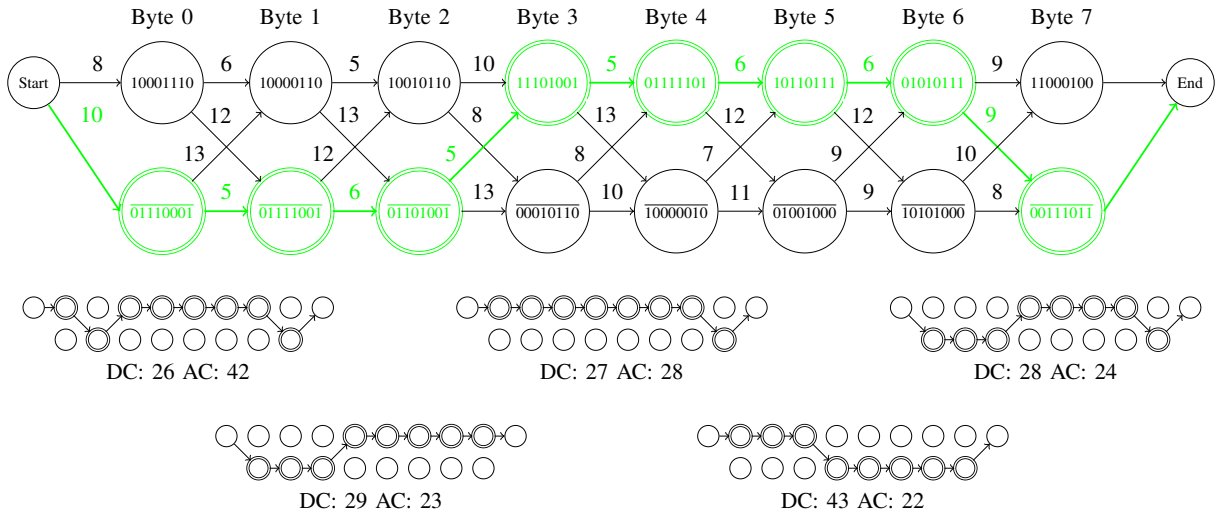 Byte 0 Byte 1 Byte 2 Byte 3 Byte 4 Byte 5 Byte 6 Byte 7
8 6 5 10 5 6 6 9
Start 10001110 10000110 10010110 11101001 01111101 10110111 01010111 11000100 End
10 12 13 8 13 12 12 9
13 12 5 8 7 9 10
5 6 13 10 11 9 8
01110001 01111001 01101001 00010110 10000010 01001000 10101000 00111011
DC: 26 AC: 42 DC: 27 AC: 28 DC: 28 AC: 24
DC: 29 AC: 23 DC: 43 AC: 22